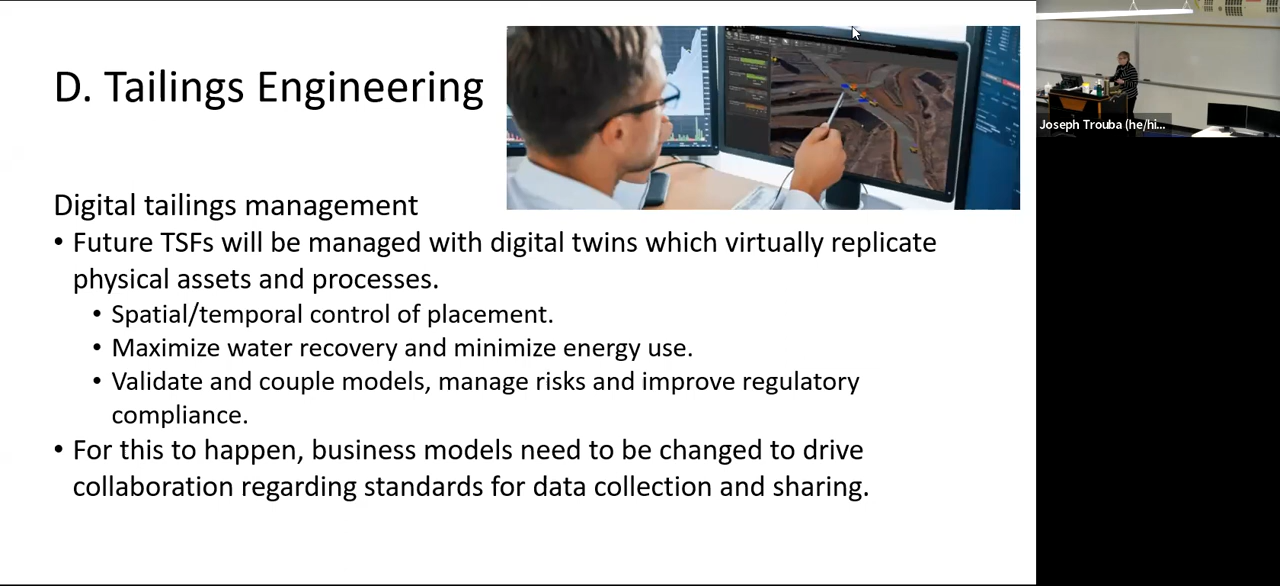 D. Tailings Engineering
Digital tailings management
• Future TSFs will be managed with digital twins which virtually replicate
physical assets and processes.
• Spatial/temporal control of placement.
• Maximize water recovery and minimize energy use.
• Validate and couple models, manage risks and improve regulatory
compliance.
• For this to happen, business models need to be changed to drive
collaboration regarding standards for data collection and sharing.
Joseph Trouba (he/hi...